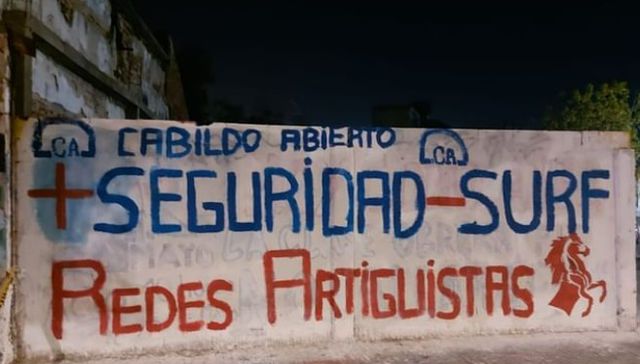 CA CABILDO ABIERTO CA
+SEGURIDAD-SURF
REDES ARTIGUISTAS